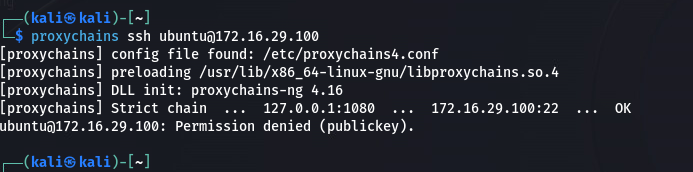 (kali㉿kali)-[~]
$ proxychains ssh ubuntu@172.16.29.100
[proxychains] config file found: /etc/proxychains4.conf
[proxychains] preloading /usr/lib/x86_64-linux-gnu/libproxychains.so.4
[proxychains] DLL init: proxychains-ng 4.16
[proxychains] Strict chain  ...  127.0.0.1:1080  ...  172.16.29.100:22  ...  OK
ubuntu@172.16.29.100: Permission denied (publickey).
(kali㉿kali)-[~]